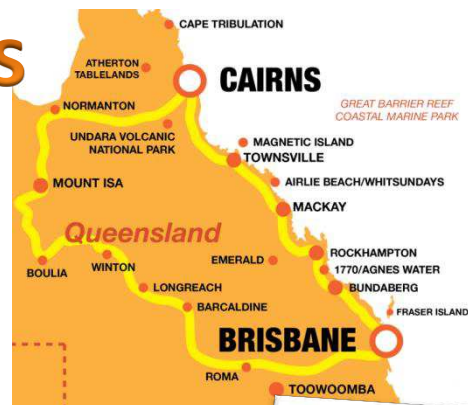 S
CAPE TRIBULATION
ATHERTON
TABLELANDS
CAIRNS
NORMANTON
GREAT BARRIER REEF
COASTAL MARINE PARK
UNDARA VOLCANIC
NATIONAL PARK
MAGNETIC ISLAND
TOWNSVILLE
MOUNT ISA
AIRLIE BEACH/WHITSUNDAYS
MACKAY
Queensland
BOULIA
WINTON
EMERALD
ROCKHAMPTON
1770/AGNES WATER
LONGREACH
BUNDABERG
BARCALDINE
FRASER ISLAND
BRISBANE
ROMA
TOOWOOMBA